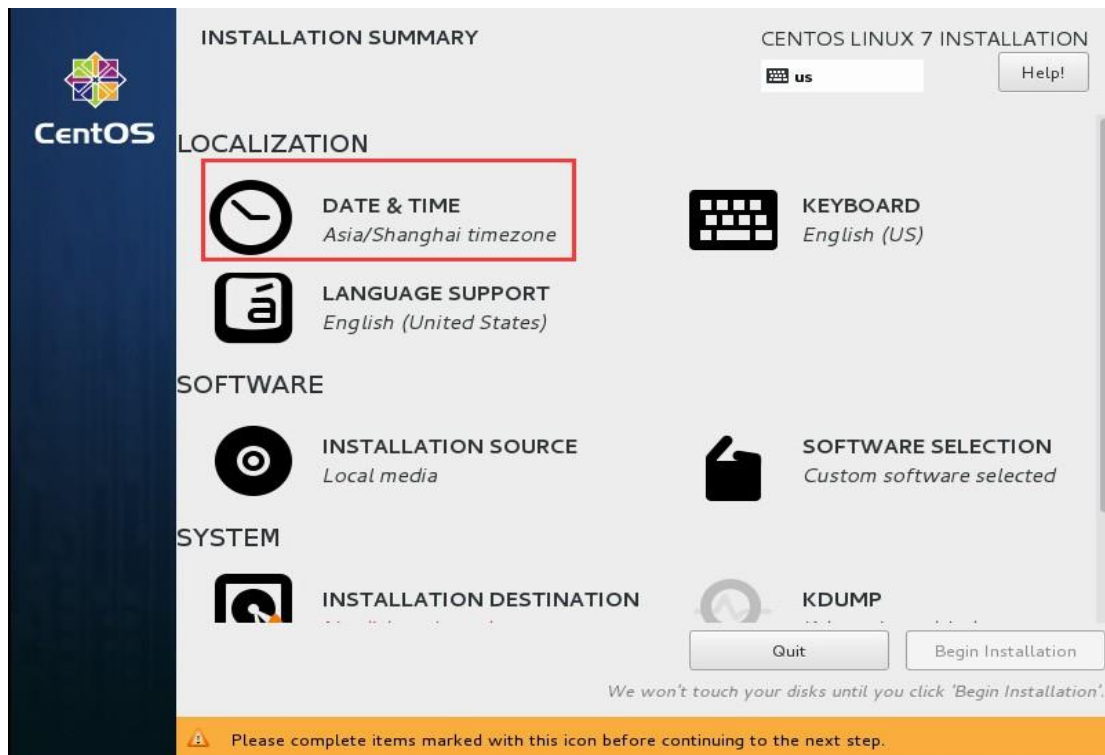 INSTALLATION SUMMARY
CENTOS LINUX 7 INSTALLATION
us
Help!
CentOS
LOCALIZATION
DATE & TIME
Asia/Shanghai timezone
KEYBOARD
English (US)
á
LANGUAGE SUPPORT
English (United States)
SOFTWARE
INSTALLATION SOURCE
Local media
SOFTWARE SELECTION
Custom software selected
SYSTEM
INSTALLATION DESTINATION
KDUMP
Quit
Begin Installation
We won't touch your disks until you click 'Begin Installation'.
Please complete items marked with this icon before continuing to the next step.